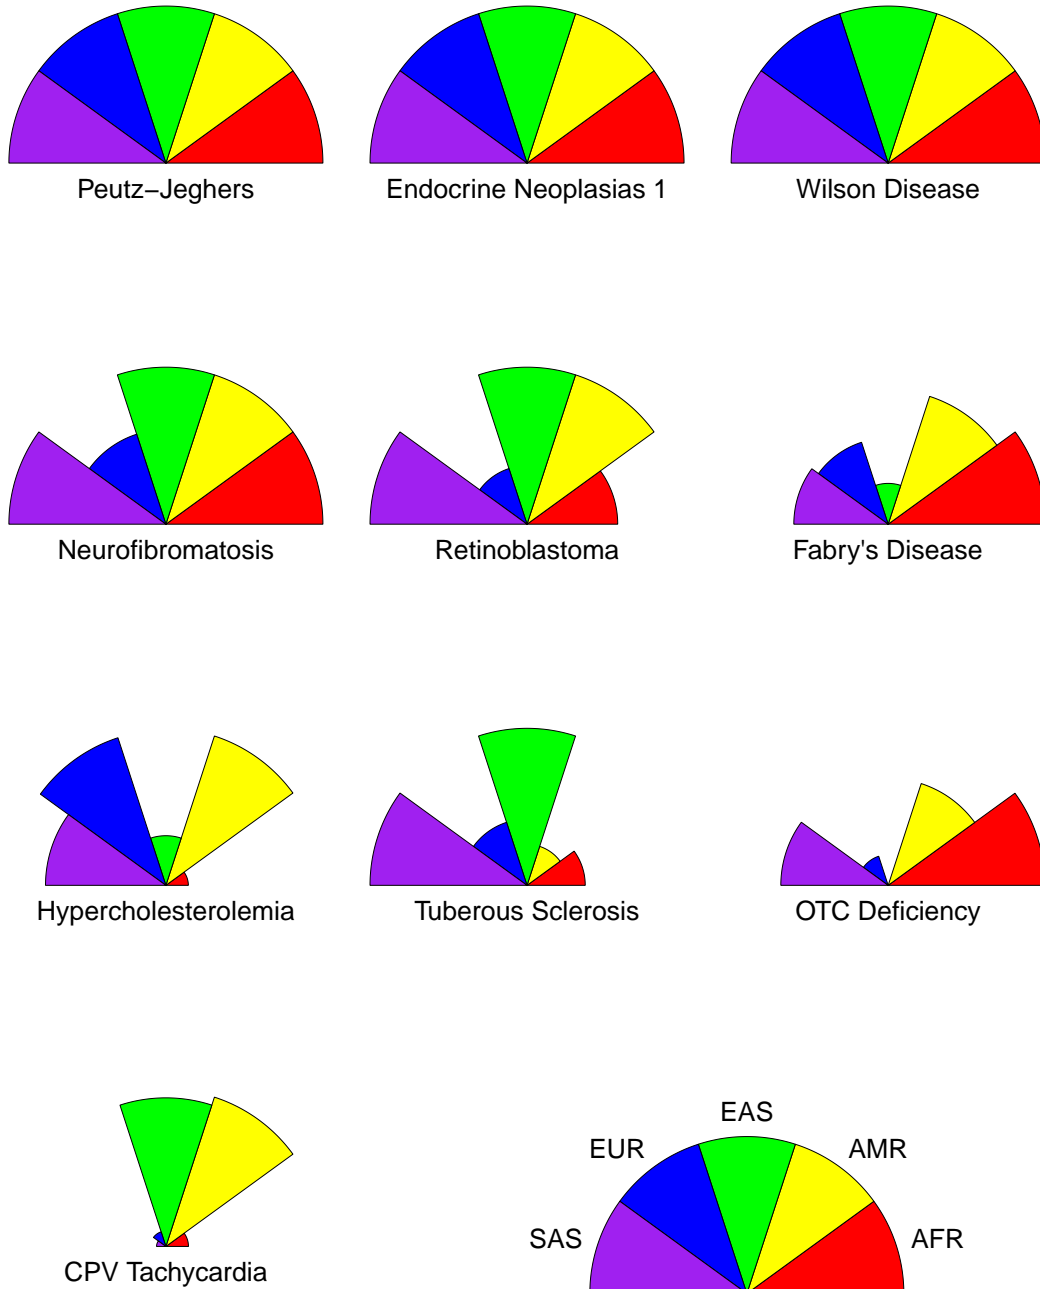 Peutz−Jeghers
Endocrine Neoplasias 1
Wilson Disease
Neurofibromatosis
Retinoblastoma
Fabry's Disease
Hypercholesterolemia
Tuberous Sclerosis
OTC Deficiency
CPV Tachycardia
EAS
EUR
AMR
SAS
AFR